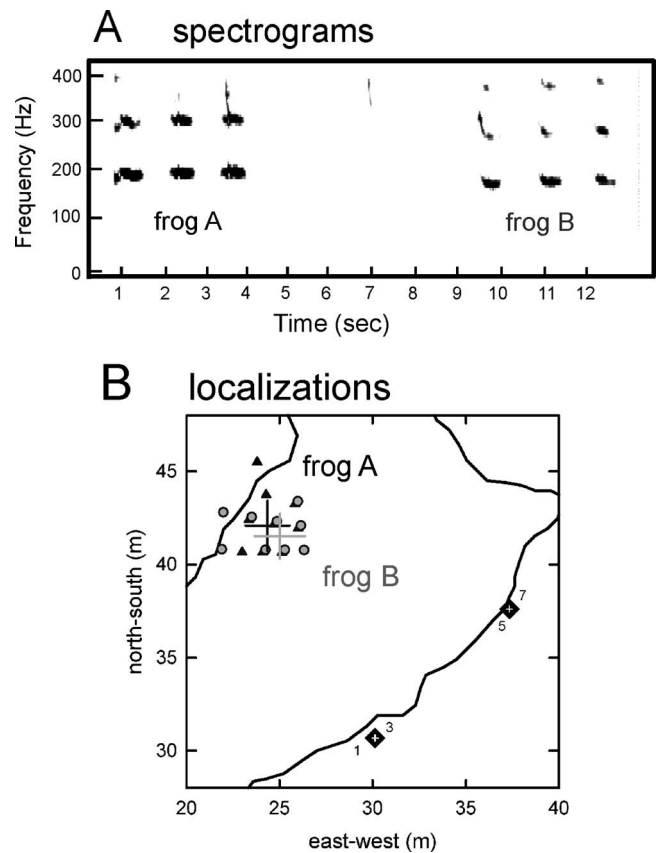 A spectrograms
Frequency (Hz)
400
300
200
100
0
frog A
frog B
1 2 3 4 5 6 7 8 9 10 11 12
Time (sec)
B localizations
north-south (m)
45
40
35
30
frog A
frog B
7
5
3
1
20 25 30 35 40
east-west (m)